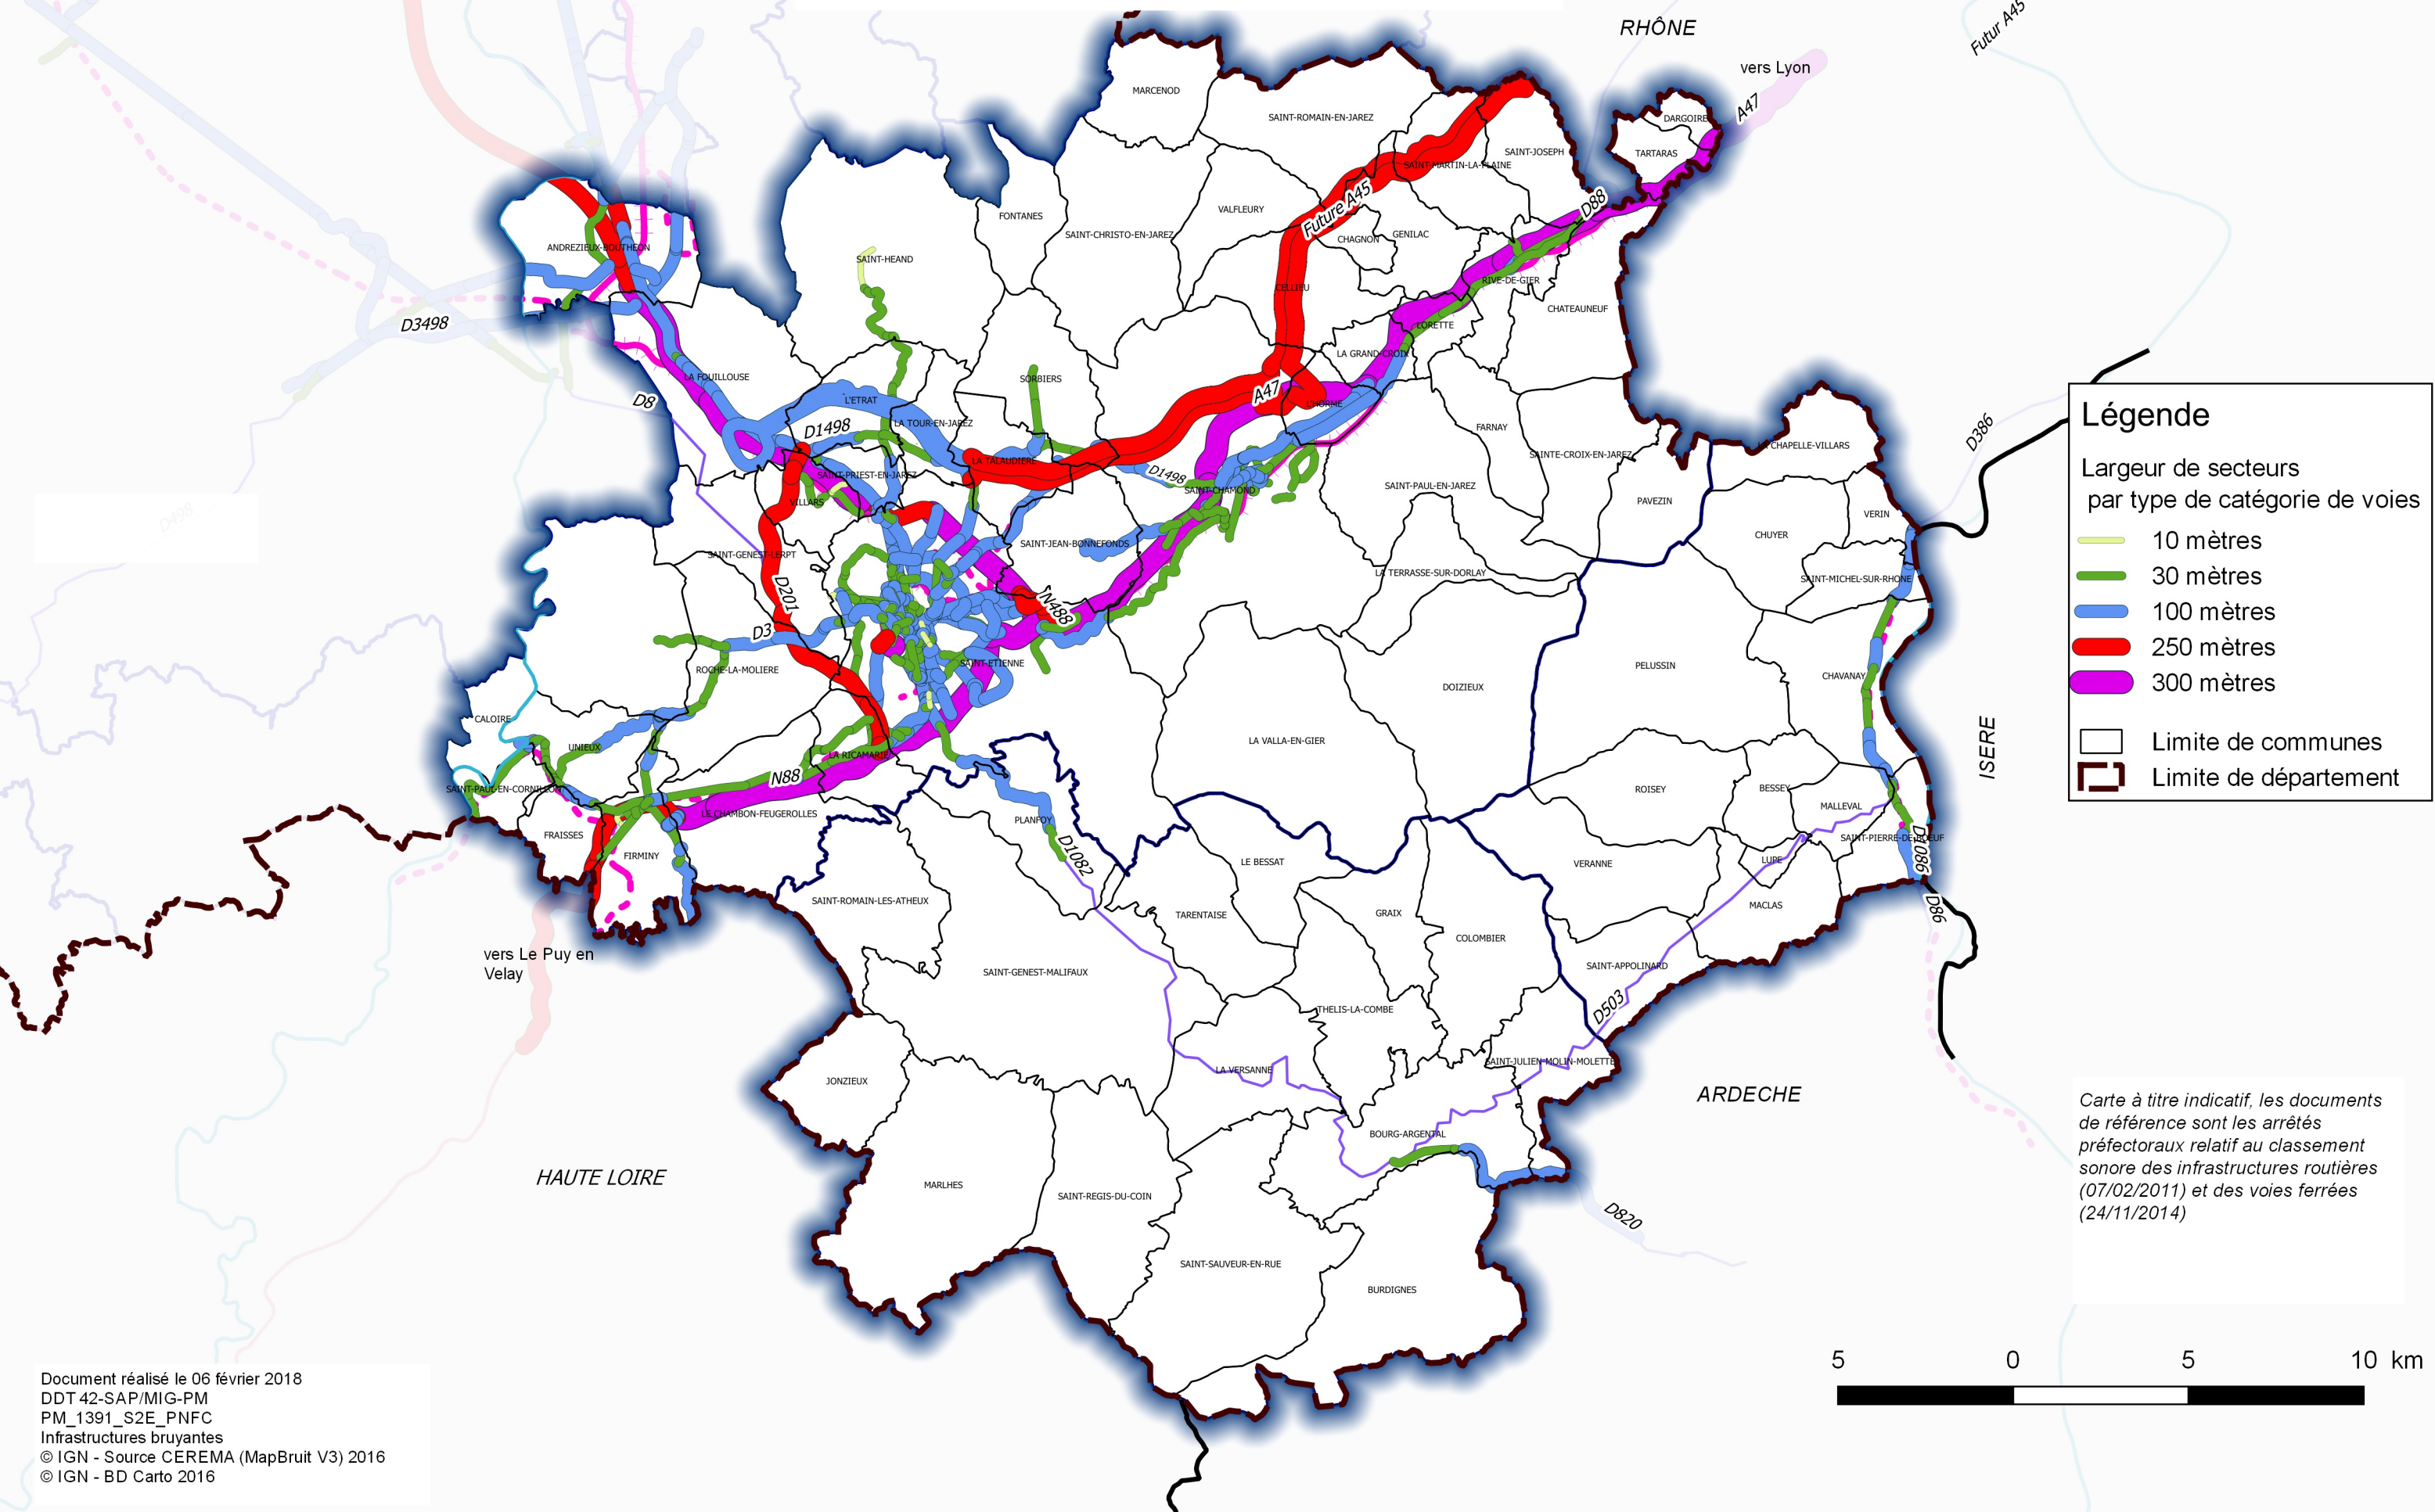 RHÔNE
Futur A45
vers Lyon
A47
MARCENOD
SAINT-ROMAIN-EN-JAREZ
DARGOIRE
TARTARAS
SAINT-JOSEPH
SAINT-MARTIN-LA-PLAINE
Future A45
D88
VALFLEURY
FONTANES
SAINT-CHRISTO-EN-JAREZ
CHAGNON
GENILAC
ANDREZIEUX-BOUTHEON
SAINT-HEAND
CELLIEU
RIVE-DE-GIER
CHATEAUNEUF
D3498
LORETTE
LA GRAND-CROIX
LA FOUILLOUSE
SORBIERS
D8
L'ETRAT
A47
L'HORME
D1498
LA TOUR-EN-JAREZ
FARNAY
LA CHAPELLE-VILLARS
D386
SAINTE-CROIX-EN-JAREZ
LA TALAUDIERE
D1498
SAINT-PRIEST-EN-JAREZ
SAINT-CHAMOND
SAINT-PAUL-EN-JAREZ
VILLARS
PAVEZIN
VERIN
D498
CHUYER
SAINT-JEAN-BONNEFONDS
SAINT-GENEST-LERPT
LA TERRASSE-SUR-DORLAY
SAINT-MICHEL-SUR-RHONE
D201
N488
D3
SAINT-ETIENNE
ROCHE-LA-MOLIERE
PELUSSIN
CHAVANAY
DOIZIEUX
CALOIRE
UNIEUX
LA VALLA-EN-GIER
LA RICAMARIE
ISERE
N88
SAINT-PAUL-EN-CORNILLON
ROISEY
BESSEY
MALLEVAL
LE CHAMBON-FEUGEROLLES
PLANFOY
FRAISSES
SAINT-PIERRE-DE-BOEUF
D1086
FIRMINY
D1082
LE BESSAT
VERANNE
LUPE
SAINT-ROMAIN-LES-ATHEUX
TARENTAISE
GRAIX
MACLAS
D86
COLOMBIER
vers Le Puy en
Velay
SAINT-GENEST-MALIFAUX
SAINT-APPOLINARD
THELIS-LA-COMBE
D503
LA VERSANNE
SAINT-JULIEN-MOLIN-MOLETTE
JONZIEUX
ARDECHE
BOURG-ARGENTAL
HAUTE LOIRE
MARLHES
SAINT-REGIS-DU-COIN
D820
SAINT-SAUVEUR-EN-RUE
BURDIGNES
Légende
Largeur de secteurs
par type de catégorie de voies
10 mètres
30 mètres
100 mètres
250 mètres
300 mètres
Limite de communes
Limite de département
Carte à titre indicatif, les documents
de référence sont les arrêtés
préfectoraux relatif au classement
sonore des infrastructures routières
(07/02/2011) et des voies ferrées
(24/11/2014)
5 0 5 10 km
Document réalisé le 06 février 2018
DDT 42-SAP/MIG-PM
PM_1391_S2E_PNFC
Infrastructures bruyantes
© IGN - Source CEREMA (MapBruit V3) 2016
© IGN - BD Carto 2016